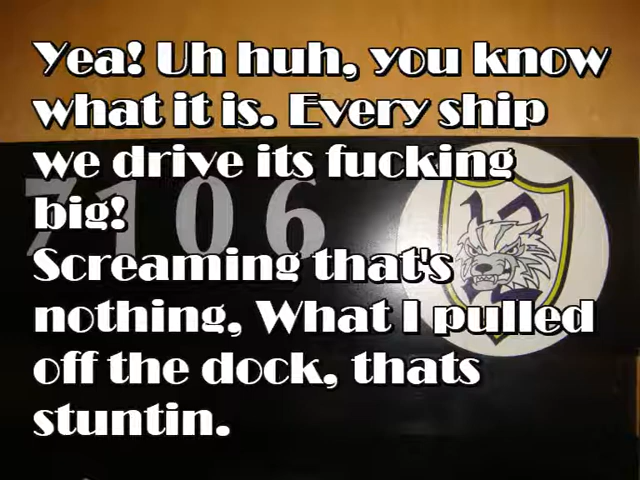 Yea! Uh huh, you know
what it is. Every ship
we drive its fucking
big!
7106
Screaming that's
nothing, What I pulled
off the dock, thats
stuntin.